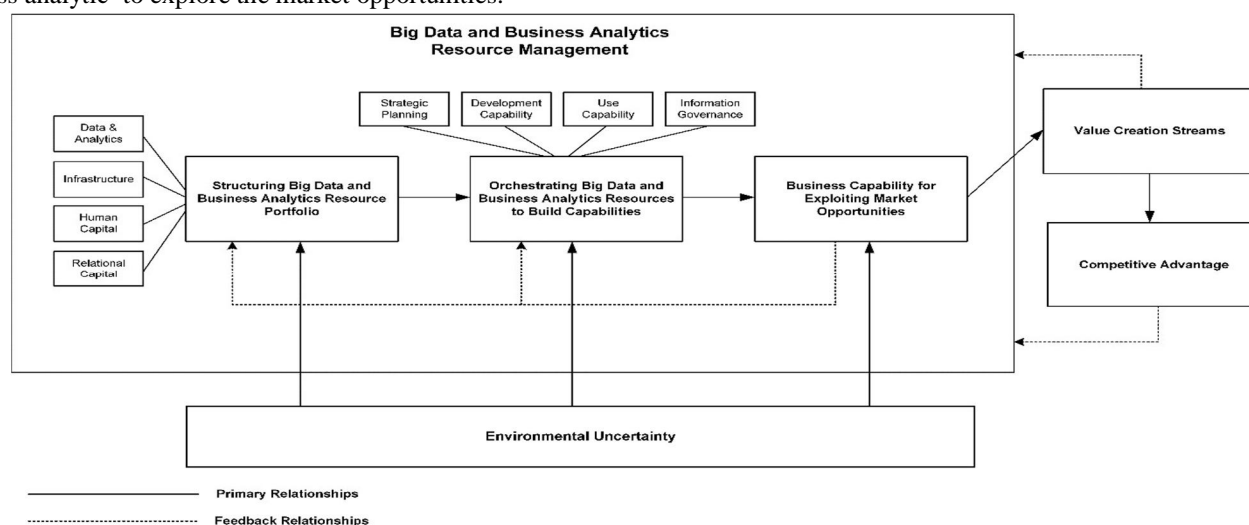 ss analytic to explore the market opportunities.
Big Data and Business Analytics
Resource Management
Strategic
Planning
Development
Capability
Use
Capability
Information
Governance
Data &
Analytics
Infrastructure
Human
Capital
Relational
Capital
Structuring Big Data and
Business Analytics Resource
Portfolio
Orchestrating Big Data and
Business Analytics Resources
to Build Capabilities
Business Capability for
Exploiting Market
Opportunities
Value Creation Streams
Competitive Advantage
Environmental Uncertainty
Primary Relationships
Feedback Relationships